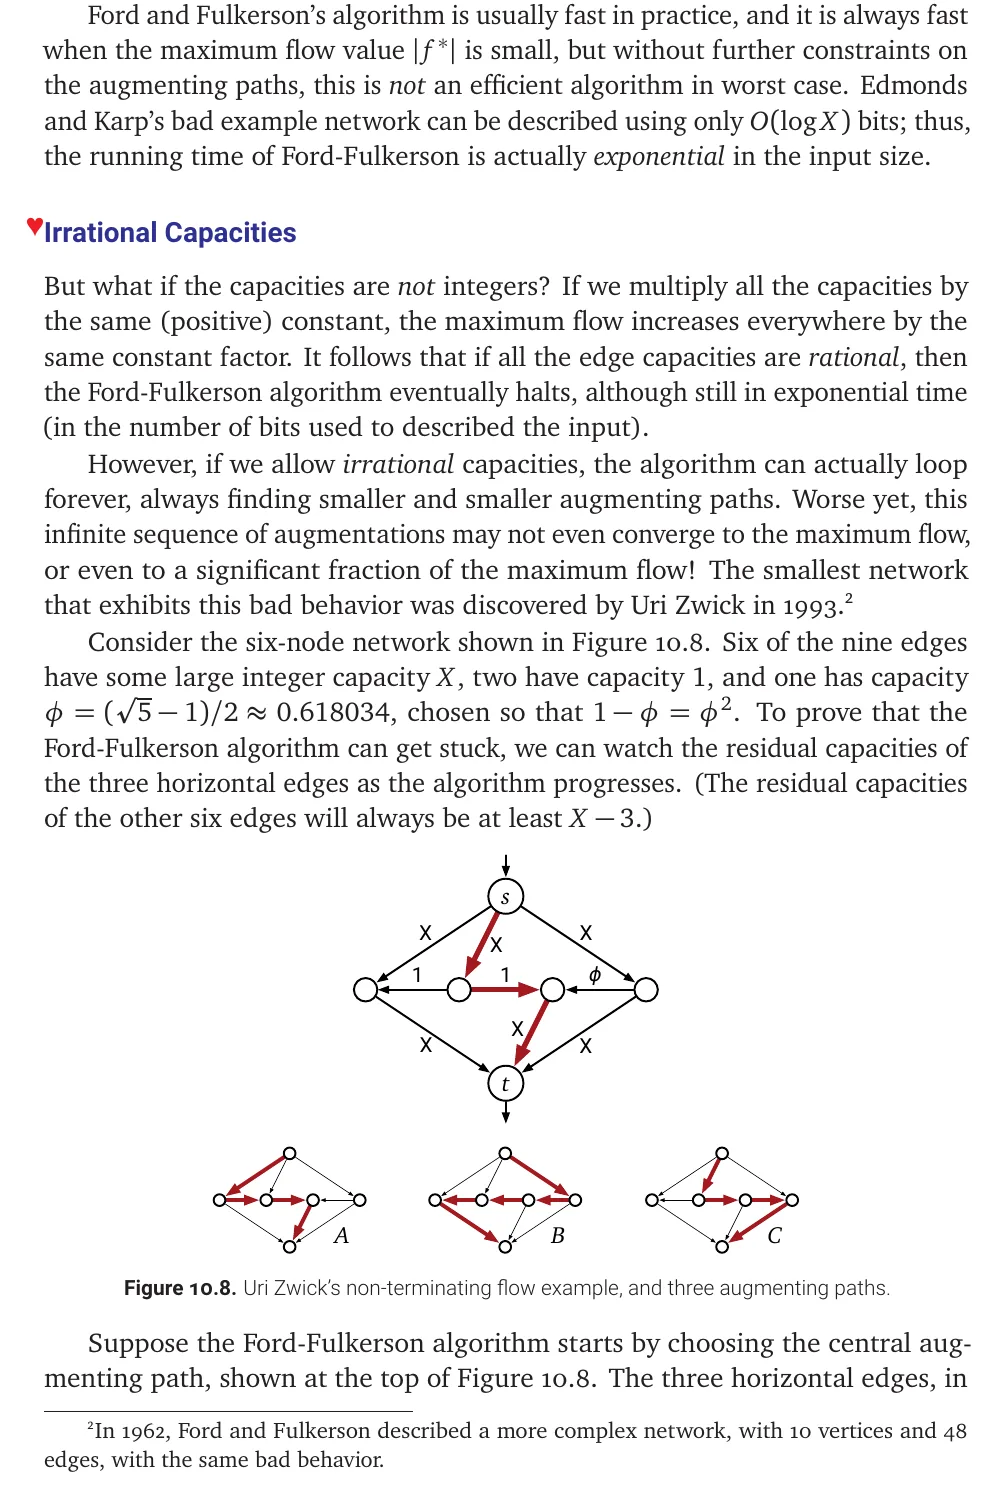 Ford and Fulkerson’s algorithm is usually fast in practice, and it is always fast
when the maximum flow value |f*| is small, but without further constraints on
the augmenting paths, this is not an efficient algorithm in worst case. Edmonds
and Karp’s bad example network can be described using only O(log X) bits; thus,
the running time of Ford-Fulkerson is actually exponential in the input size.
♥Irrational Capacities
But what if the capacities are not integers? If we multiply all the capacities by
the same (positive) constant, the maximum flow increases everywhere by the
same constant factor. It follows that if all the edge capacities are rational, then
the Ford-Fulkerson algorithm eventually halts, although still in exponential time
(in the number of bits used to described the input).
However, if we allow irrational capacities, the algorithm can actually loop
forever, always finding smaller and smaller augmenting paths. Worse yet, this
infinite sequence of augmentations may not even converge to the maximum flow,
or even to a significant fraction of the maximum flow! The smallest network
that exhibits this bad behavior was discovered by Uri Zwick in 1993.²
Consider the six-node network shown in Figure 10.8. Six of the nine edges
have some large integer capacity X, two have capacity 1, and one has capacity
ϕ = (√5 − 1)/2 ≈ 0.618034, chosen so that 1 − ϕ = ϕ². To prove that the
Ford-Fulkerson algorithm can get stuck, we can watch the residual capacities of
the three horizontal edges as the algorithm progresses. (The residual capacities
of the other six edges will always be at least X − 3.)
s
X X X
1 1 ϕ
X X X
t
A B C
Figure 10.8. Uri Zwick’s non-terminating flow example, and three augmenting paths.
Suppose the Ford-Fulkerson algorithm starts by choosing the central aug-
menting path, shown at the top of Figure 10.8. The three horizontal edges, in
²In 1962, Ford and Fulkerson described a more complex network, with 10 vertices and 48
edges, with the same bad behavior.